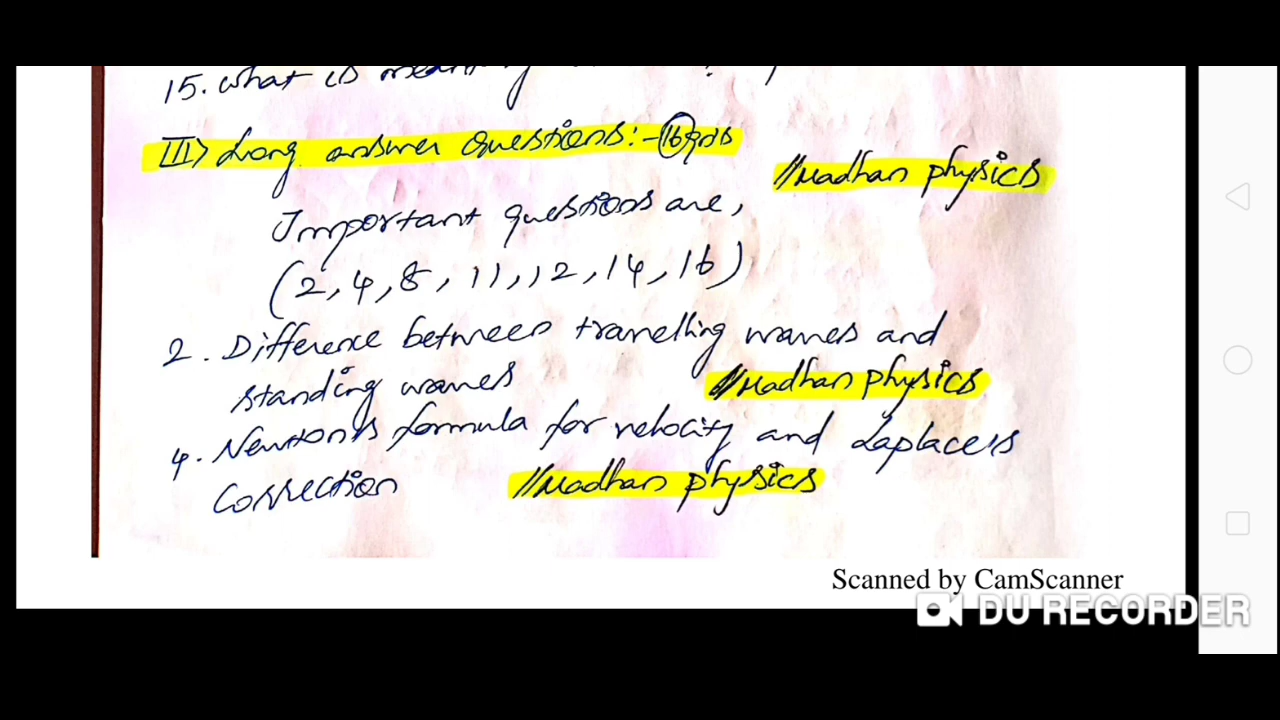 15. What is
III) Long answer Questions:- 16
//Madhan physics
Important questions are,
(2, 4, 8, 11, 12, 14, 16)
2. Difference between travelling waves and
standing waves
//Madhan physics
4. Newton's formula for velocity and Laplace's
Correction
//Madhan physics
Scanned by CamScanner
DU RECORDER